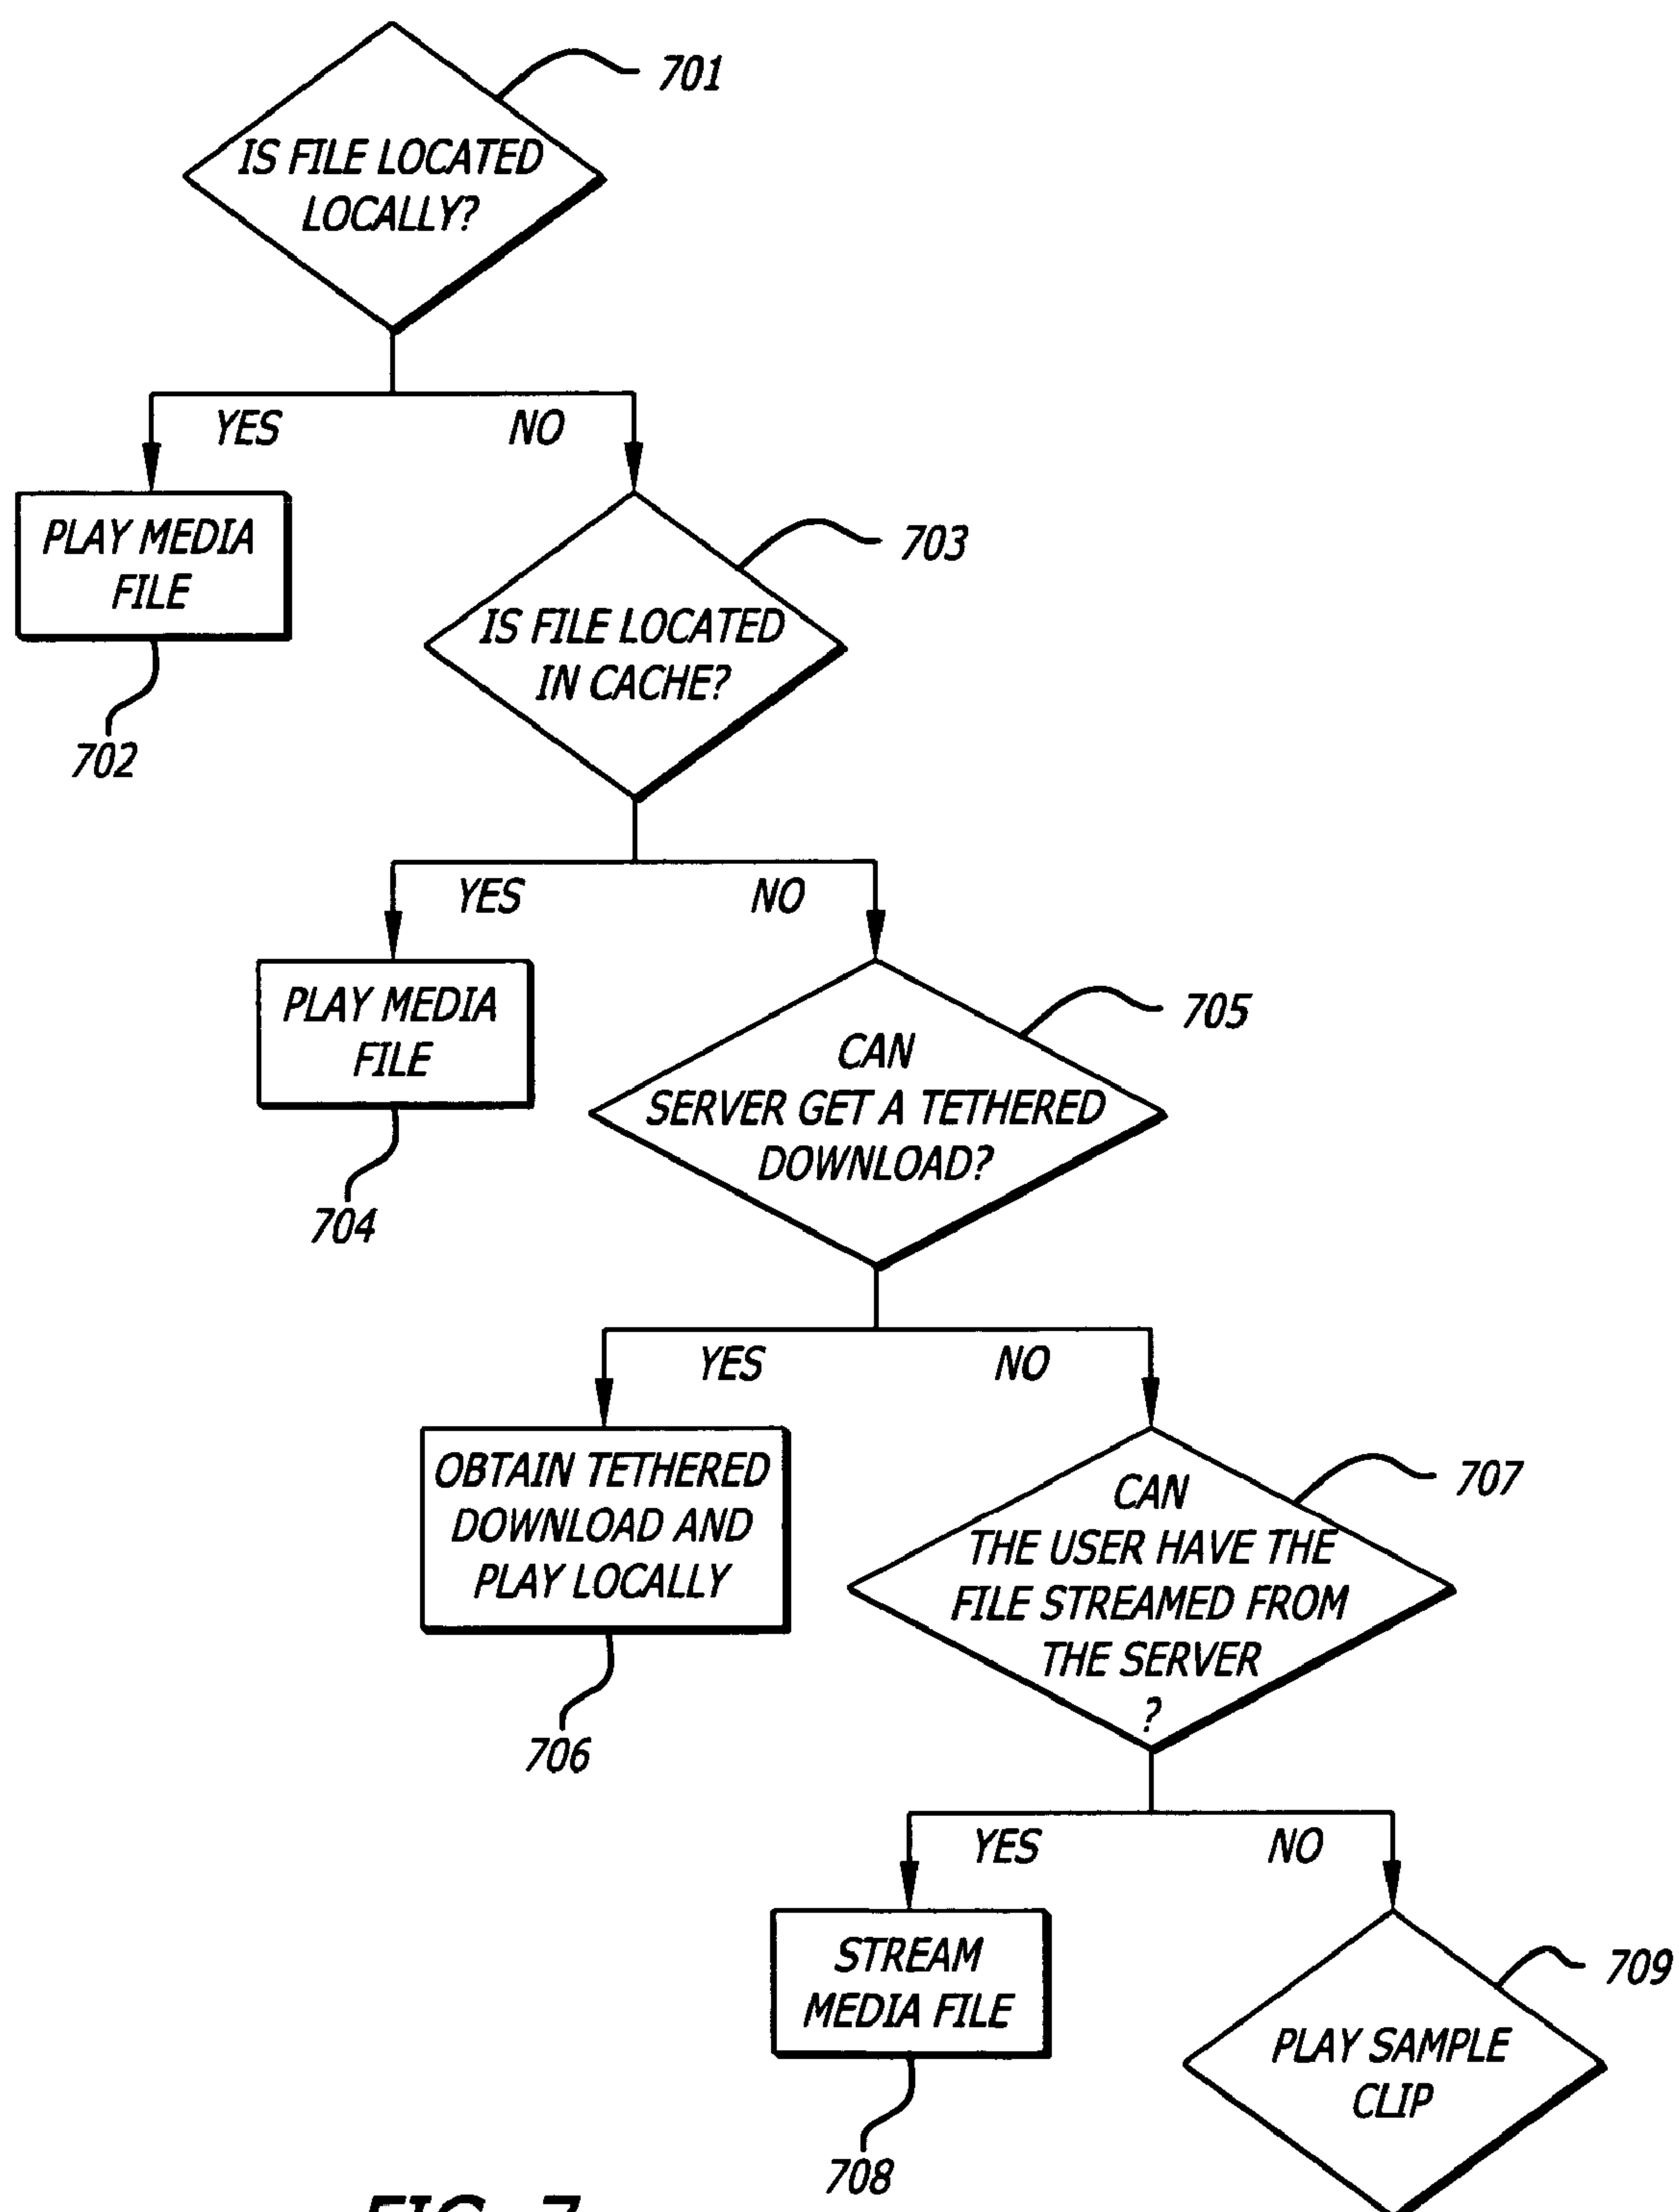 701
IS FILE LOCATED
LOCALLY?
YES
NO
PLAY MEDIA
FILE
702
703
IS FILE LOCATED
IN CACHE?
YES
NO
PLAY MEDIA
FILE
704
705
CAN
SERVER GET A TETHERED
DOWNLOAD?
YES
NO
OBTAIN TETHERED
DOWNLOAD AND
PLAY LOCALLY
706
707
CAN
THE USER HAVE THE
FILE STREAMED FROM
THE SERVER
?
YES
NO
STREAM
MEDIA FILE
708
709
PLAY SAMPLE
CLIP
FIG. 7